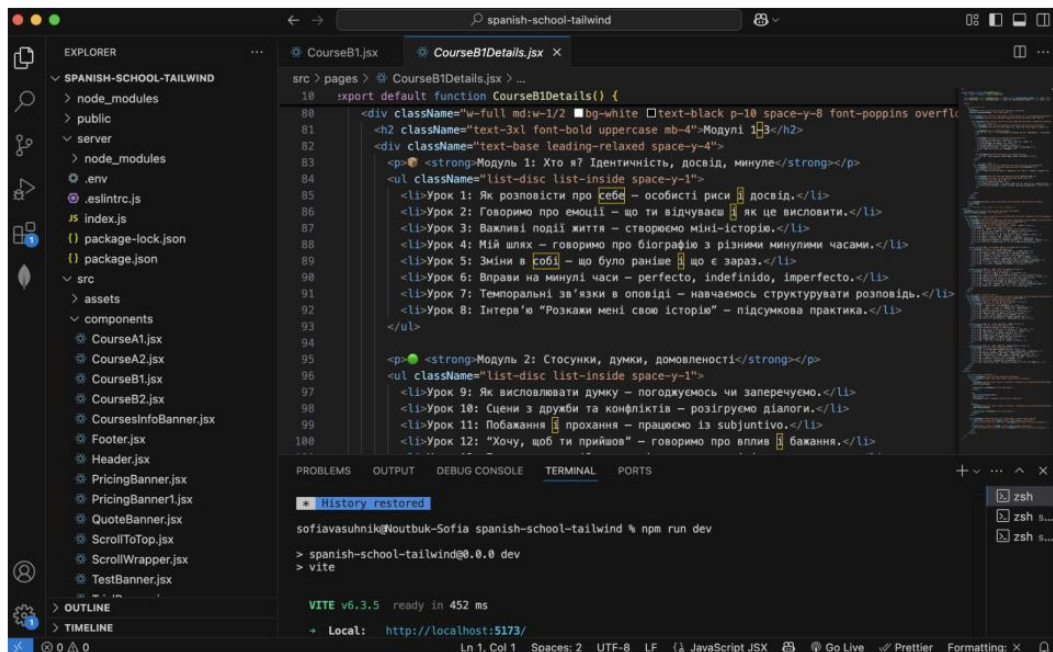 spanish-school-tailwind
EXPLORER
SPANISH-SCHOOL-TAILWIND
node_modules
public
server
node_modules
.env
.eslintrc.js
JS index.js
{} package-lock.json
{} package.json
src
assets
components
CourseA1.jsx
CourseA2.jsx
CourseB1.jsx
CourseB2.jsx
CoursesInfoBanner.jsx
Footer.jsx
Header.jsx
PricingBanner.jsx
PricingBanner1.jsx
QuoteBanner.jsx
ScrollToTop.jsx
ScrollWrapper.jsx
TestBanner.jsx
OUTLINE
TIMELINE
CourseB1.jsx CourseB1Details.jsx
src > pages > CourseB1Details.jsx > ...
10 export default function CourseB1Details() {
80 <div className="w-full md:w-1/2 bg-white text-black p-10 space-y-8 font-poppins overflo
81 <h2 className="text-3xl font-bold uppercase mb-4">Модулі 1–3</h2>
82 <div className="text-base leading-relaxed space-y-4">
83 <p>📦 <strong>Модуль 1: Хто я? Ідентичність, досвід, минуле</strong></p>
84 <ul className="list-disc list-inside space-y-1">
85 <li>Урок 1: Як розповісти про себе — особисті риси і досвід.</li>
86 <li>Урок 2: Говоримо про емоції — що ти відчуваєш і як це висловити.</li>
87 <li>Урок 3: Важливі події життя — створюємо міні-історію.</li>
88 <li>Урок 4: Мій шлях — говоримо про біографію з різними минулими часами.</li>
89 <li>Урок 5: Зміни в собі — що було раніше і що є зараз.</li>
90 <li>Урок 6: Вправи на минулі часи — perfecto, indefinido, imperfecto.</li>
91 <li>Урок 7: Темпоральні зв’язки в оповіді — навчаємось структурувати розповідь.</li>
92 <li>Урок 8: Інтерв’ю “Розкажи мені свою історію” — підсумкова практика.</li>
93 </ul>
94
95 <p>🟢 <strong>Модуль 2: Стосунки, думки, домовленості</strong></p>
96 <ul className="list-disc list-inside space-y-1">
97 <li>Урок 9: Як висловлювати думку — погоджуємось чи заперечуємо.</li>
98 <li>Урок 10: Сцени з дружби та конфліктів — розігруємо діалоги.</li>
99 <li>Урок 11: Побажання і прохання — працюємо із subjuntivo.</li>
100 <li>Урок 12: “Хочу, щоб ти прийшов” — говоримо про вплив і бажання.</li>
PROBLEMS OUTPUT DEBUG CONSOLE TERMINAL PORTS
* History restored
sofiavasuhnik@Noutbuk-Sofia spanish-school-tailwind % npm run dev
> spanish-school-tailwind@0.0.0 dev
> vite
VITE v6.3.5 ready in 452 ms
➜ Local: http://localhost:5173/
zsh
zsh s...
zsh s...
1
1
0 0 Ln 1, Col 1 Spaces: 2 UTF-8 LF JavaScript JSX Go Live Prettier Formatting: ×